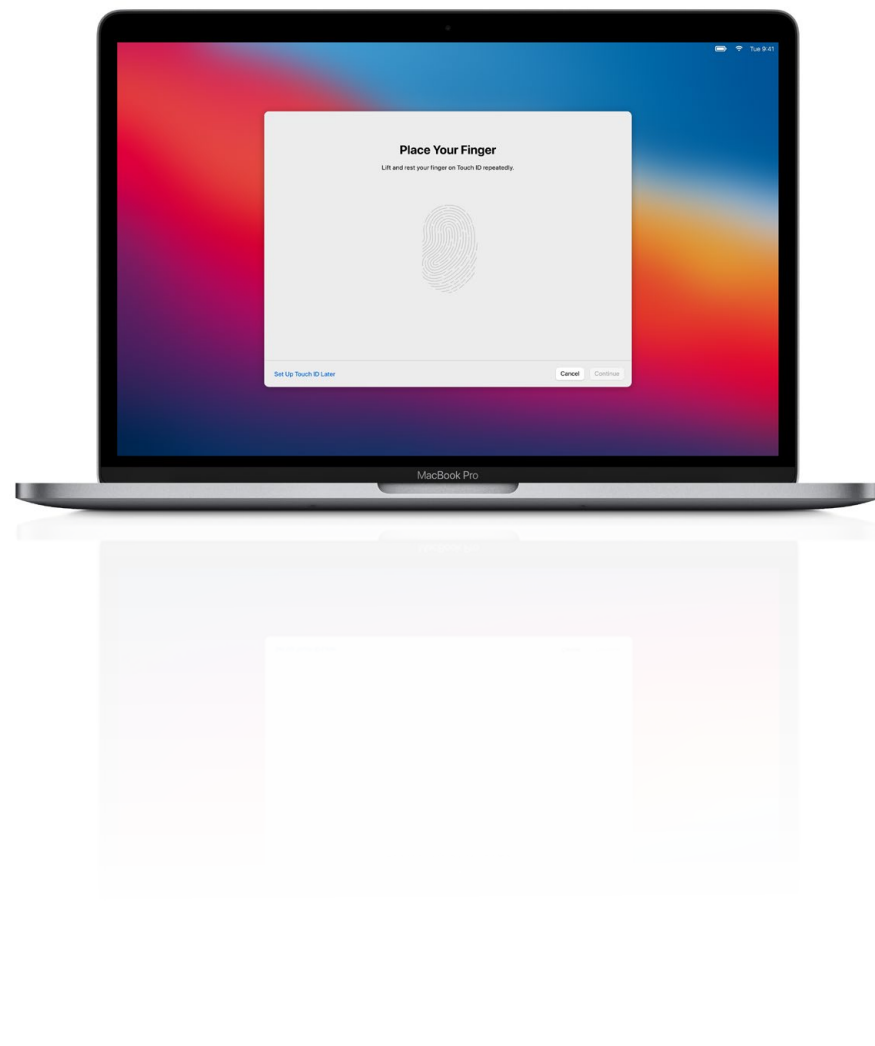 Tue 9:41
Place Your Finger
Lift and rest your finger on Touch ID repeatedly.
Set Up Touch ID Later
Cancel
Continue
MacBook Pro